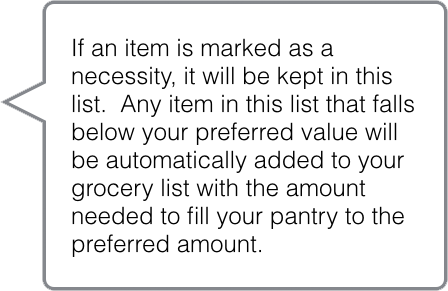 If an item is marked as a
necessity, it will be kept in this
list.  Any item in this list that falls
below your preferred value will
be automatically added to your
grocery list with the amount
needed to fill your pantry to the
preferred amount.